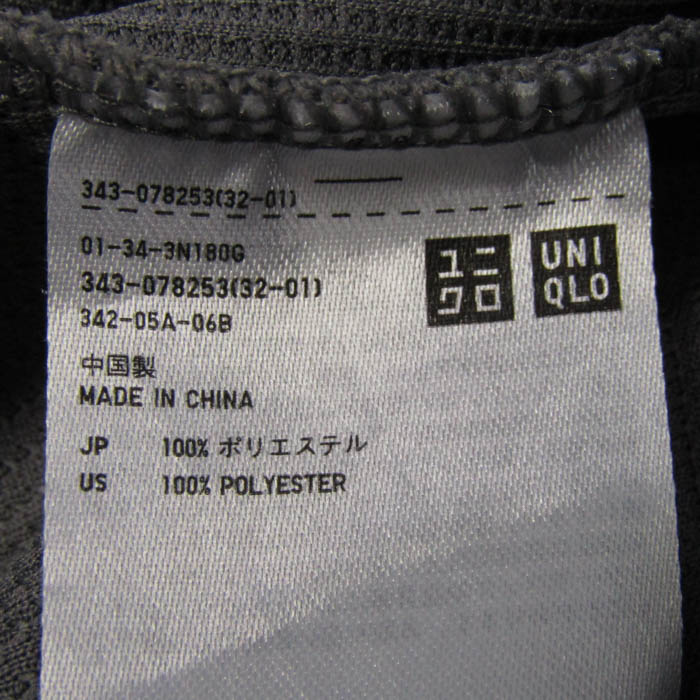 343-078253(32-01)
01-34-3N180G
343-078253(32-01)
342-05A-06B
ユニ
クロ
UNI
QLO
中国製
MADE IN CHINA
JP 100% ポリエステル
US 100% POLYESTER